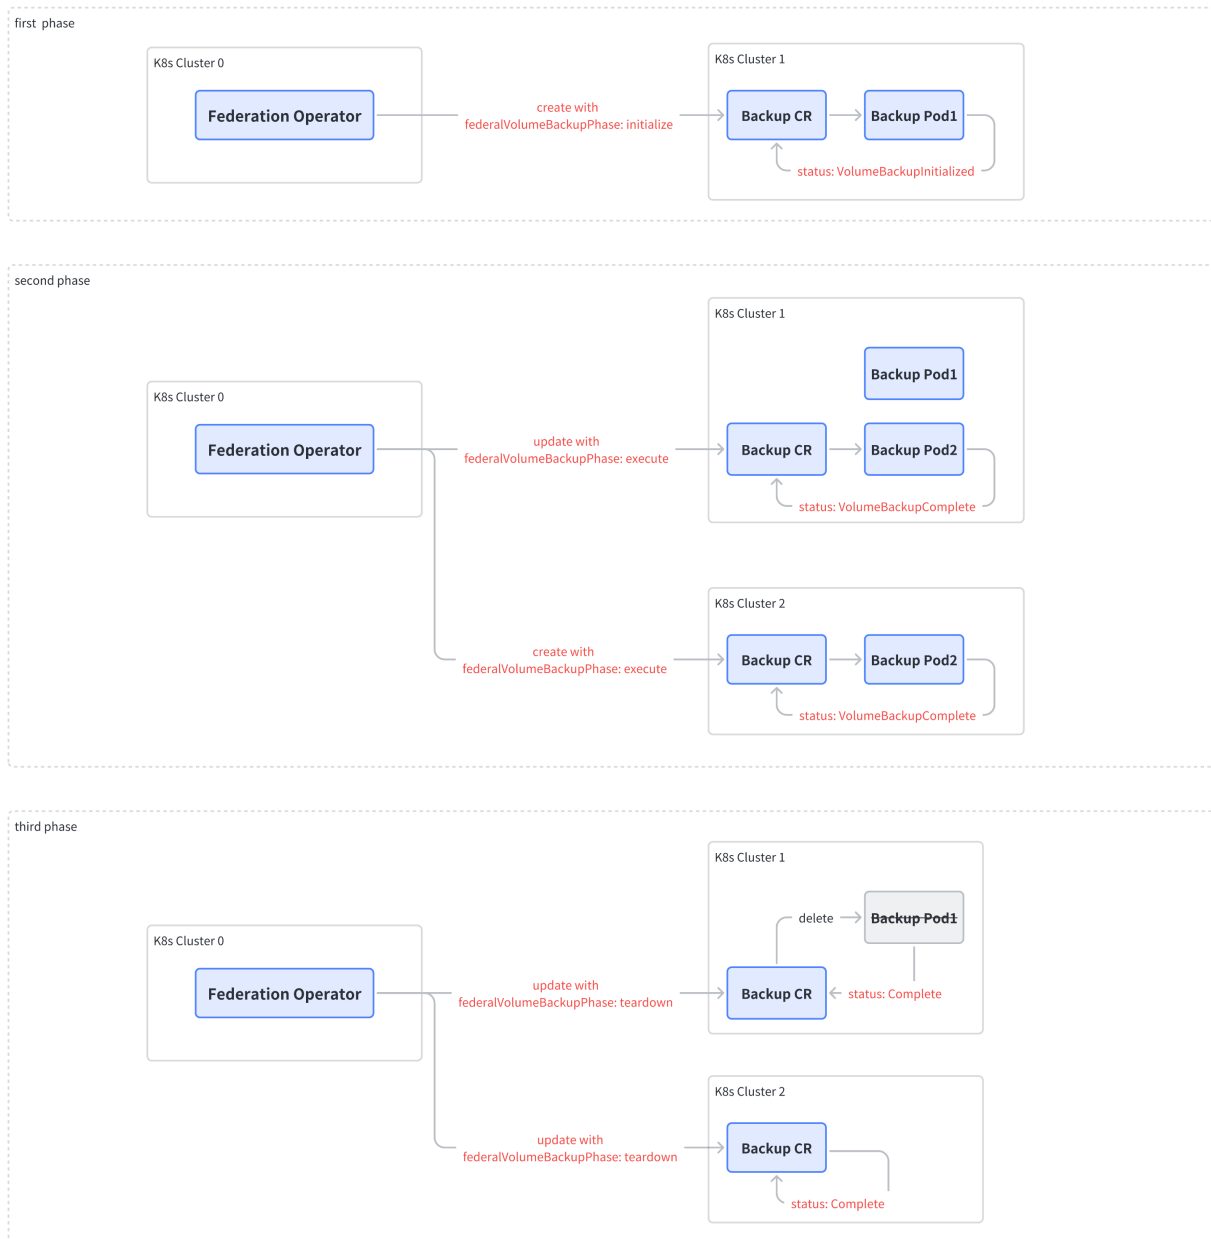 first phase
K8s Cluster 0
Federation Operator
create with
federalVolumeBackupPhase: initialize
K8s Cluster 1
Backup CR
Backup Pod1
status: VolumeBackupInitialized
second phase
K8s Cluster 0
Federation Operator
update with
federalVolumeBackupPhase: execute
K8s Cluster 1
Backup Pod1
Backup CR
Backup Pod2
status: VolumeBackupComplete
create with
federalVolumeBackupPhase: execute
K8s Cluster 2
Backup CR
Backup Pod2
status: VolumeBackupComplete
third phase
K8s Cluster 0
Federation Operator
update with
federalVolumeBackupPhase: teardown
K8s Cluster 1
delete
Backup Pod1
Backup CR
status: Complete
update with
federalVolumeBackupPhase: teardown
K8s Cluster 2
Backup CR
status: Complete